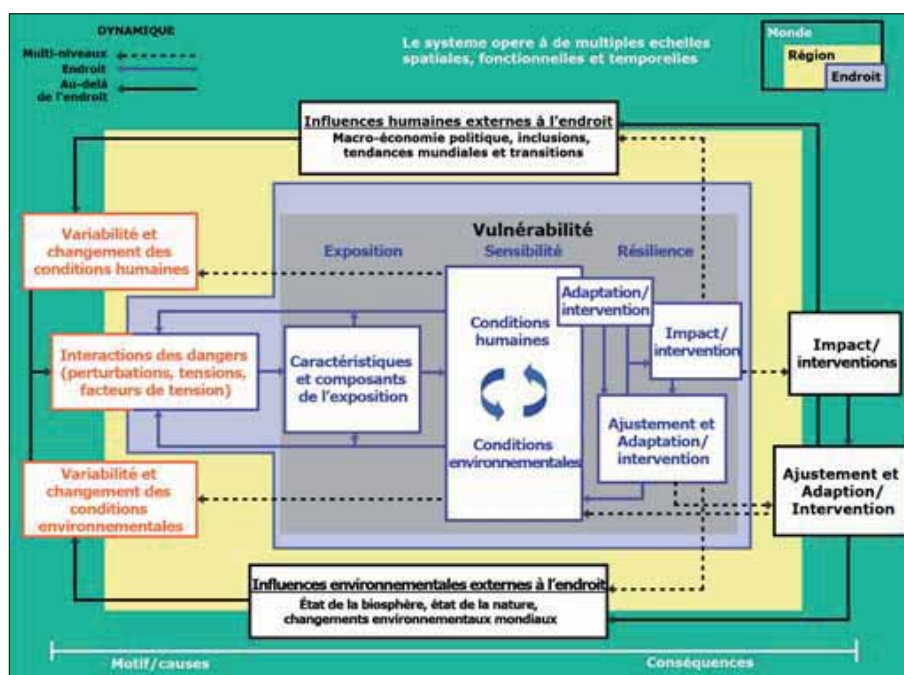 DYNAMIQUE
Multi-niveaux
Endroit
Au-delà
de l'endroit
Le systeme opere à de multiples echelles
spatiales, fonctionnelles et temporelles
Monde
Région
Endroit
Influences humaines externes à l'endroit
Macro-économie politique, inclusions,
tendances mondiales et transitions
Variabilité et
changement des
conditions humaines
Vulnérabilité
Exposition
Sensibilité
Résilience
Interactions des dangers
(perturbations, tensions,
facteurs de tension)
Caractéristiques
et composants
de l'exposition
Conditions
humaines
Conditions
environnementales
Adaptation/
intervention
Impact/
intervention
Ajustement et
Adaptation/
intervention
Impact/
interventions
Ajustement et
Adaption/
Intervention
Variabilité et
changement des
conditions
environnementales
Influences environnementales externes à l'endroit
État de la biosphère, état de la nature,
changements environmentaux mondiaux
Motif/causes
Conséquences